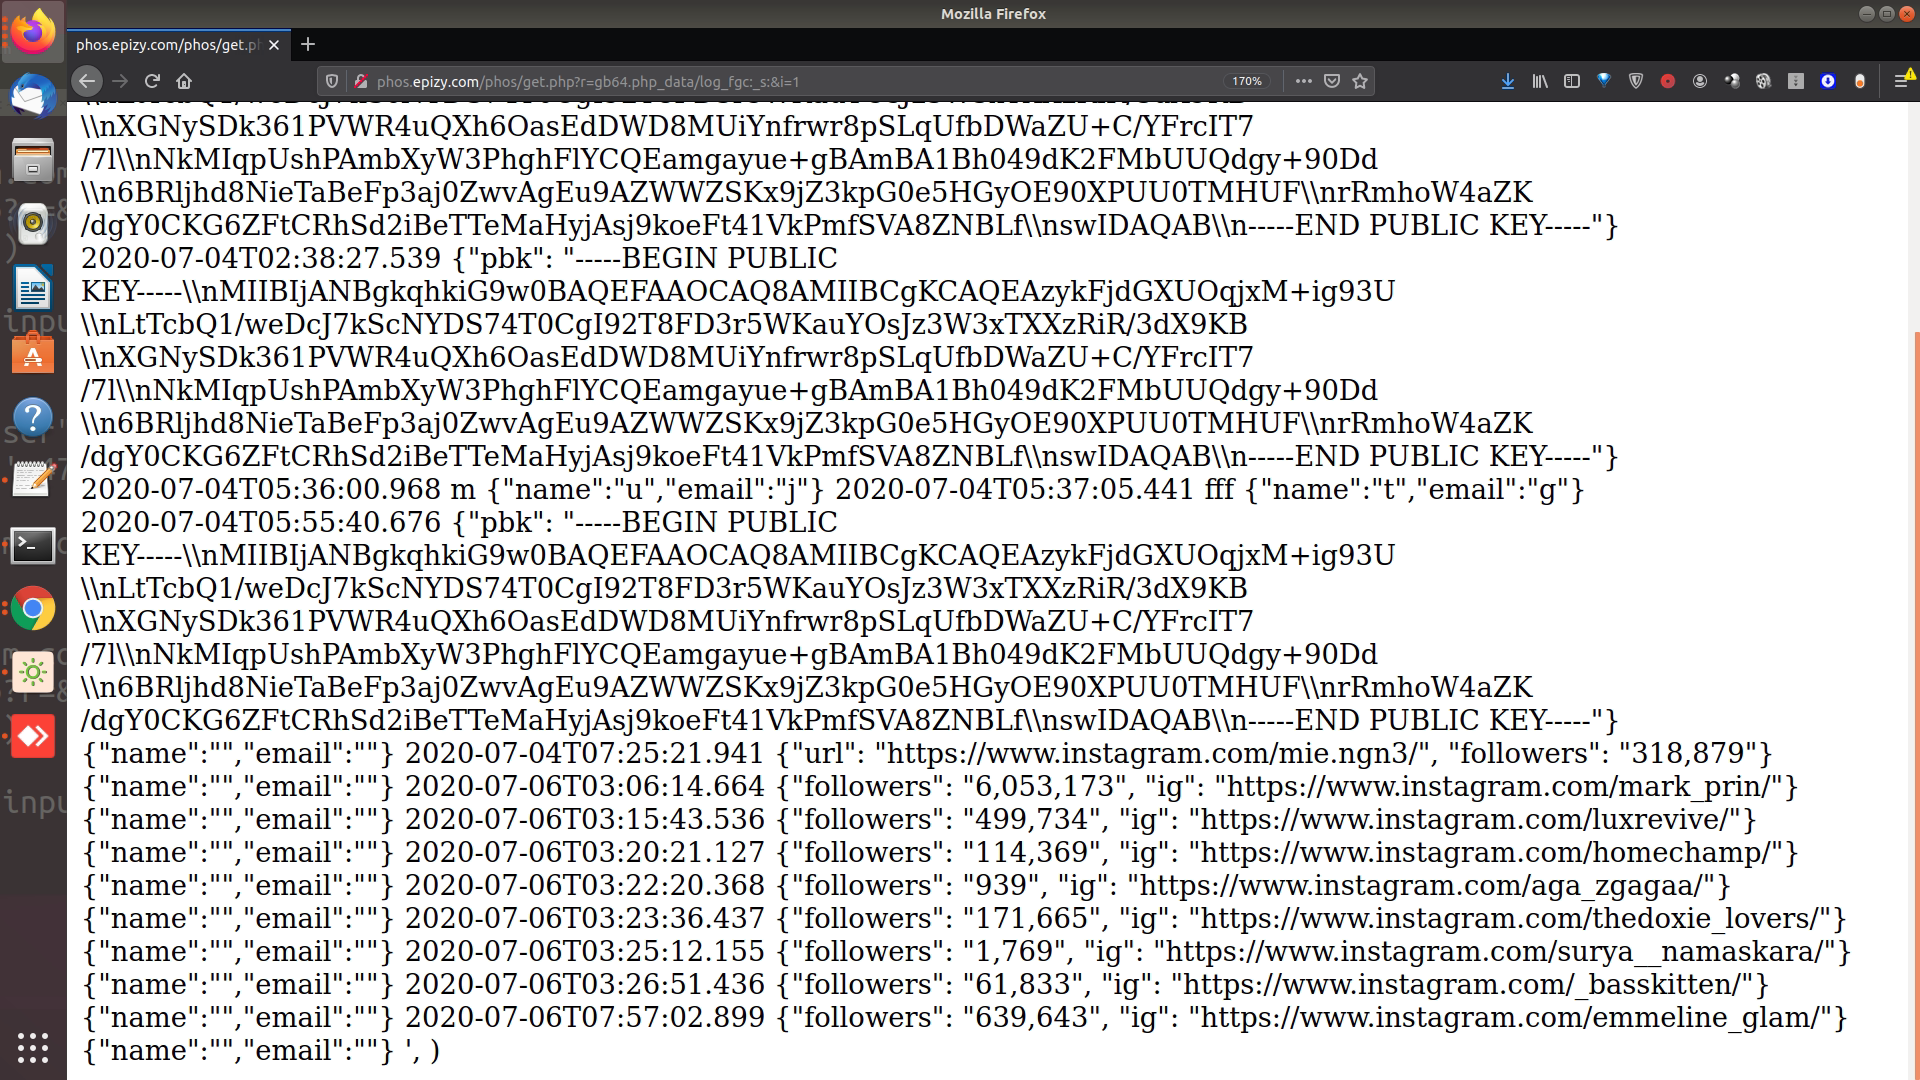 Mozilla Firefox
phos.epizy.com/phos/get.ph
phos.epizy.com/phos/get.php?r=gb64.php_data/log_fgc:_s:&i=1
170%
\\nXGNySDk361PVWR4uQXh6OasEdDWD8MUiYnfrwr8pSLqUfbDWaZU+C/YFrcIT7
/7l\\nNkMIqpUshPAmbXyW3PhghFlYCQEamgayue+gBAmBA1Bh049dK2FMbUUQdgy+90Dd
\\n6BRljhd8NieTaBeFp3aj0ZwvAgEu9AZWWZSKx9jZ3kpG0e5HGyOE90XPUU0TMHUF\\nrRmhoW4aZK
/dgY0CKG6ZFtCRhSd2iBeTTeMaHyjAsj9koeFt41VkPmfSVA8ZNBLf\\nswIDAQAB\\n-----END PUBLIC KEY-----"}
2020-07-04T02:38:27.539 {"pbk": "-----BEGIN PUBLIC
KEY-----\\nMIIBIjANBgkqhkiG9w0BAQEFAAOCAQ8AMIIBCgKCAQEAzykFjdGXUOqjxM+ig93U
\\nLtTcbQ1/weDcJ7kScNYDS74T0CgI92T8FD3r5WKauYOsJz3W3xTXXzRiR/3dX9KB
\\nXGNySDk361PVWR4uQXh6OasEdDWD8MUiYnfrwr8pSLqUfbDWaZU+C/YFrcIT7
/7l\\nNkMIqpUshPAmbXyW3PhghFlYCQEamgayue+gBAmBA1Bh049dK2FMbUUQdgy+90Dd
\\n6BRljhd8NieTaBeFp3aj0ZwvAgEu9AZWWZSKx9jZ3kpG0e5HGyOE90XPUU0TMHUF\\nrRmhoW4aZK
/dgY0CKG6ZFtCRhSd2iBeTTeMaHyjAsj9koeFt41VkPmfSVA8ZNBLf\\nswIDAQAB\\n-----END PUBLIC KEY-----"}
2020-07-04T05:36:00.968 m {"name":"u","email":"j"} 2020-07-04T05:37:05.441 fff {"name":"t","email":"g"}
2020-07-04T05:55:40.676 {"pbk": "-----BEGIN PUBLIC
KEY-----\\nMIIBIjANBgkqhkiG9w0BAQEFAAOCAQ8AMIIBCgKCAQEAzykFjdGXUOqjxM+ig93U
\\nLtTcbQ1/weDcJ7kScNYDS74T0CgI92T8FD3r5WKauYOsJz3W3xTXXzRiR/3dX9KB
\\nXGNySDk361PVWR4uQXh6OasEdDWD8MUiYnfrwr8pSLqUfbDWaZU+C/YFrcIT7
/7l\\nNkMIqpUshPAmbXyW3PhghFlYCQEamgayue+gBAmBA1Bh049dK2FMbUUQdgy+90Dd
\\n6BRljhd8NieTaBeFp3aj0ZwvAgEu9AZWWZSKx9jZ3kpG0e5HGyOE90XPUU0TMHUF\\nrRmhoW4aZK
/dgY0CKG6ZFtCRhSd2iBeTTeMaHyjAsj9koeFt41VkPmfSVA8ZNBLf\\nswIDAQAB\\n-----END PUBLIC KEY-----"}
{"name":"","email":""} 2020-07-04T07:25:21.941 {"url": "https://www.instagram.com/mie.ngn3/", "followers": "318,879"}
{"name":"","email":""} 2020-07-06T03:06:14.664 {"followers": "6,053,173", "ig": "https://www.instagram.com/mark_prin/"}
{"name":"","email":""} 2020-07-06T03:15:43.536 {"followers": "499,734", "ig": "https://www.instagram.com/luxrevive/"}
{"name":"","email":""} 2020-07-06T03:20:21.127 {"followers": "114,369", "ig": "https://www.instagram.com/homechamp/"}
{"name":"","email":""} 2020-07-06T03:22:20.368 {"followers": "939", "ig": "https://www.instagram.com/aga_zgagaa/"}
{"name":"","email":""} 2020-07-06T03:23:36.437 {"followers": "171,665", "ig": "https://www.instagram.com/thedoxie_lovers/"}
{"name":"","email":""} 2020-07-06T03:25:12.155 {"followers": "1,769", "ig": "https://www.instagram.com/surya__namaskara/"}
{"name":"","email":""} 2020-07-06T03:26:51.436 {"followers": "61,833", "ig": "https://www.instagram.com/_basskitten/"}
{"name":"","email":""} 2020-07-06T07:57:02.899 {"followers": "639,643", "ig": "https://www.instagram.com/emmeline_glam/"}
{"name":"","email":""} ', )